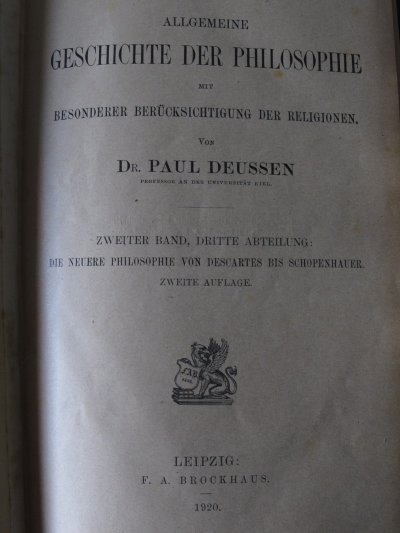 ALLGEMEINE
GESCHICHTE DER PHILOSOPHIE
MIT
BESONDERER BERÜCKSICHTIGUNG DER RELIGIONEN.
VON
DR. PAUL DEUSSEN
PROFESSOR AN DER UNIVERSITÄT KIEL.
ZWEITER BAND, DRITTE ABTEILUNG:
DIE NEUERE PHILOSOPHIE VON DESCARTES BIS SCHOPENHAUER.
ZWEITE AUFLAGE.
F.A.B.
LEIPZIG:
F. A. BROCKHAUS.
1920.